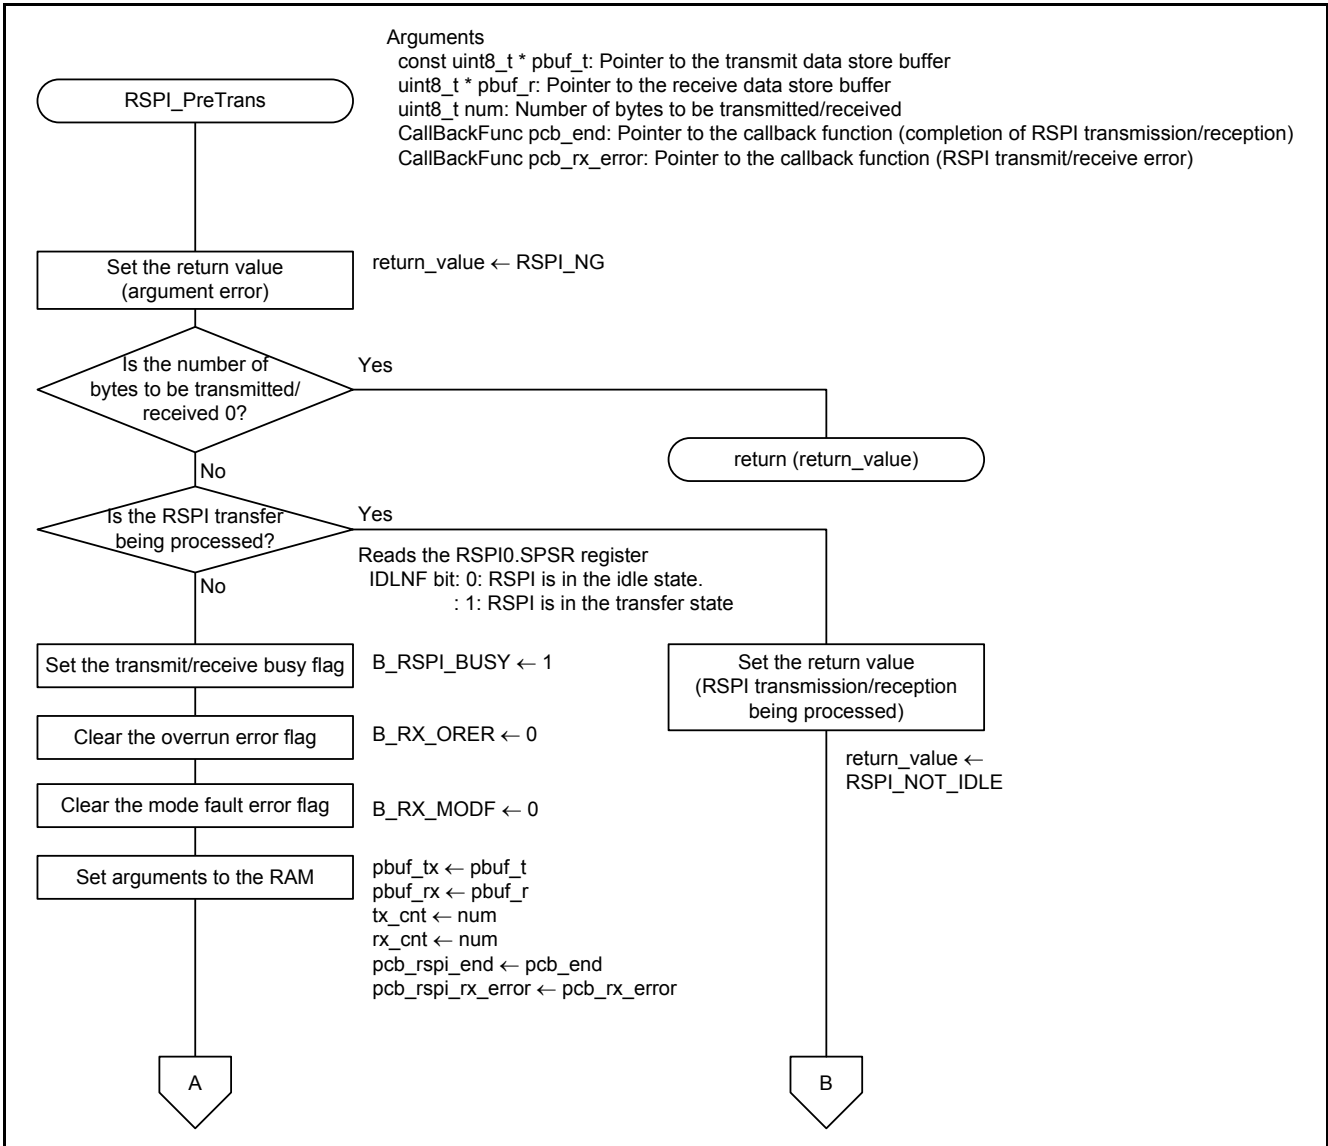 Arguments
const uint8_t * pbuf_t: Pointer to the transmit data store buffer
uint8_t * pbuf_r: Pointer to the receive data store buffer
uint8_t num: Number of bytes to be transmitted/received
CallBackFunc pcb_end: Pointer to the callback function (completion of RSPI transmission/reception)
CallBackFunc pcb_rx_error: Pointer to the callback function (RSPI transmit/receive error)
RSPI_PreTrans
Set the return value
(argument error)
return_value ← RSPI_NG
Is the number of
bytes to be transmitted/
received 0?
Yes
return (return_value)
No
Is the RSPI transfer
being processed?
Yes
Reads the RSPI0.SPSR register
IDLNF bit: 0: RSPI is in the idle state.
: 1: RSPI is in the transfer state
No
Set the transmit/receive busy flag
B_RSPI_BUSY ← 1
Set the return value
(RSPI transmission/reception
being processed)
return_value ←
RSPI_NOT_IDLE
Clear the overrun error flag
B_RX_ORER ← 0
Clear the mode fault error flag
B_RX_MODF ← 0
Set arguments to the RAM
pbuf_tx ← pbuf_t
pbuf_rx ← pbuf_r
tx_cnt ← num
rx_cnt ← num
pcb_rspi_end ← pcb_end
pcb_rspi_rx_error ← pcb_rx_error
A
B